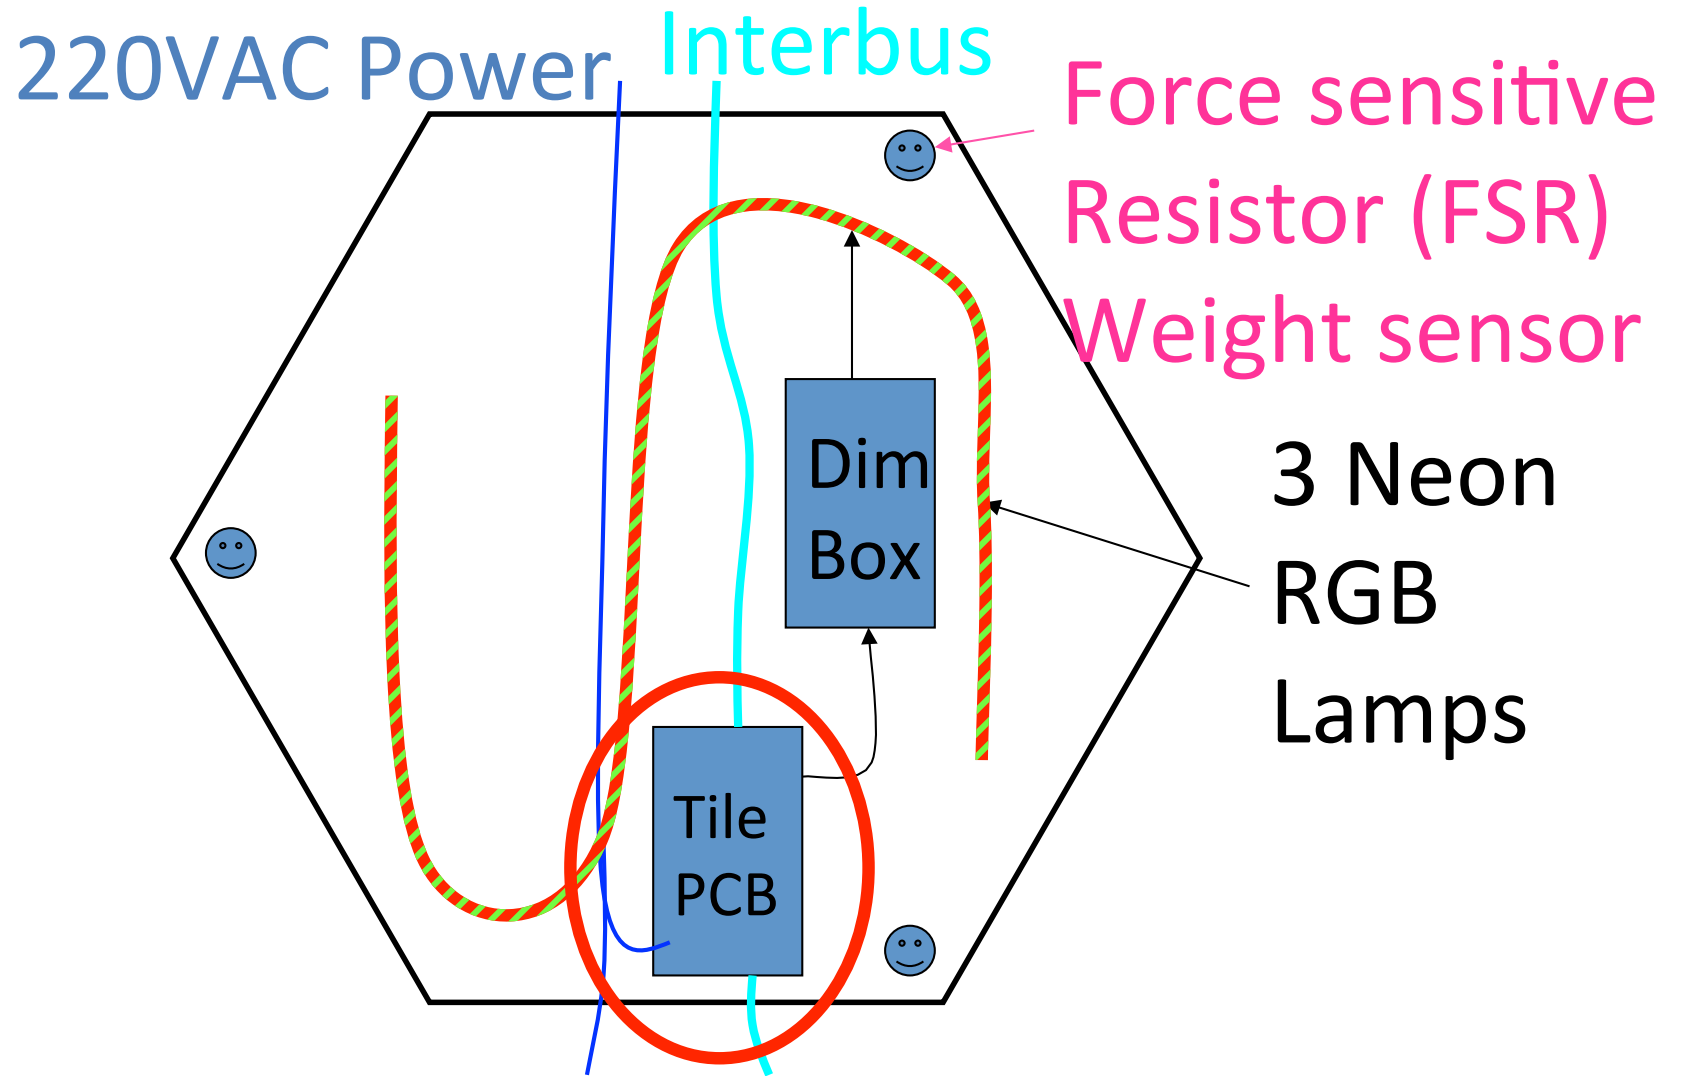 220VAC Power
Interbus
Force sensitive
Resistor (FSR)
Weight sensor
Dim
Box
3 Neon
RGB
Lamps
Tile
PCB